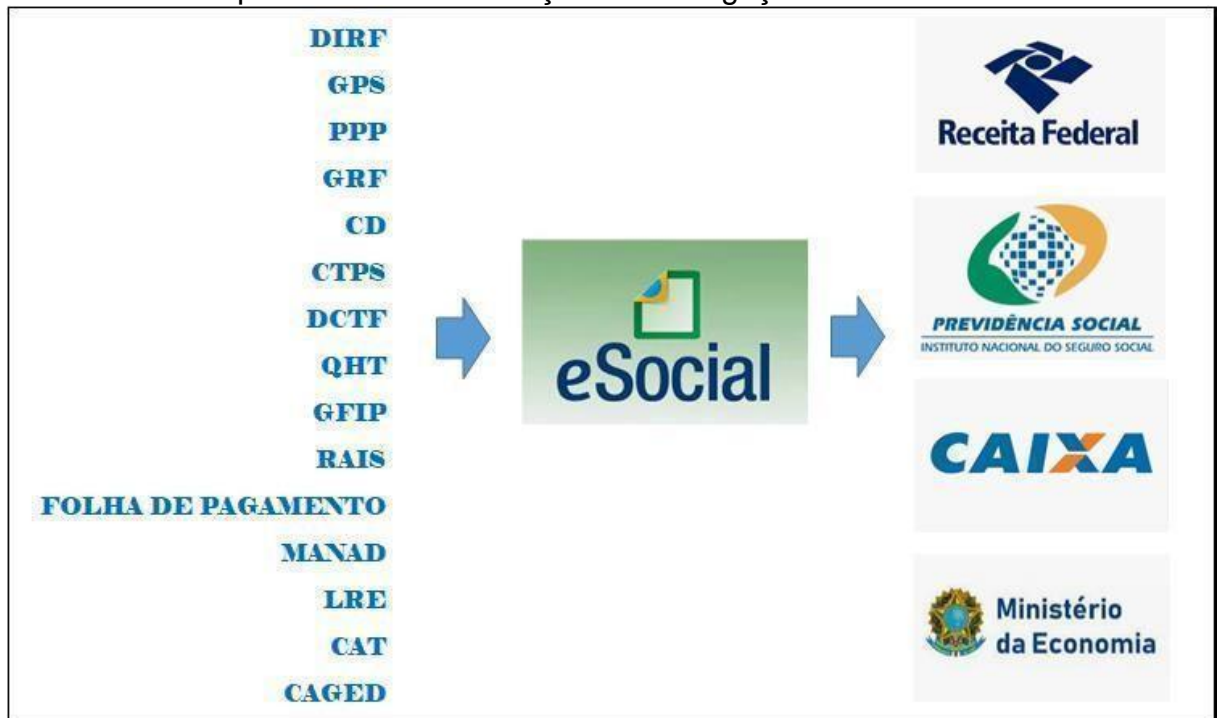 DIRF
GPS
PPP
GRF
CD
CTPS
DCTF
QHT
GFIP
RAIS
FOLHA DE PAGAMENTO
MANAD
LRE
CAT
CAGED
eSocial
Receita Federal
PREVIDÊNCIA SOCIAL
INSTITUTO NACIONAL DO SEGURO SOCIAL
CAIXA
Ministério
da Economia